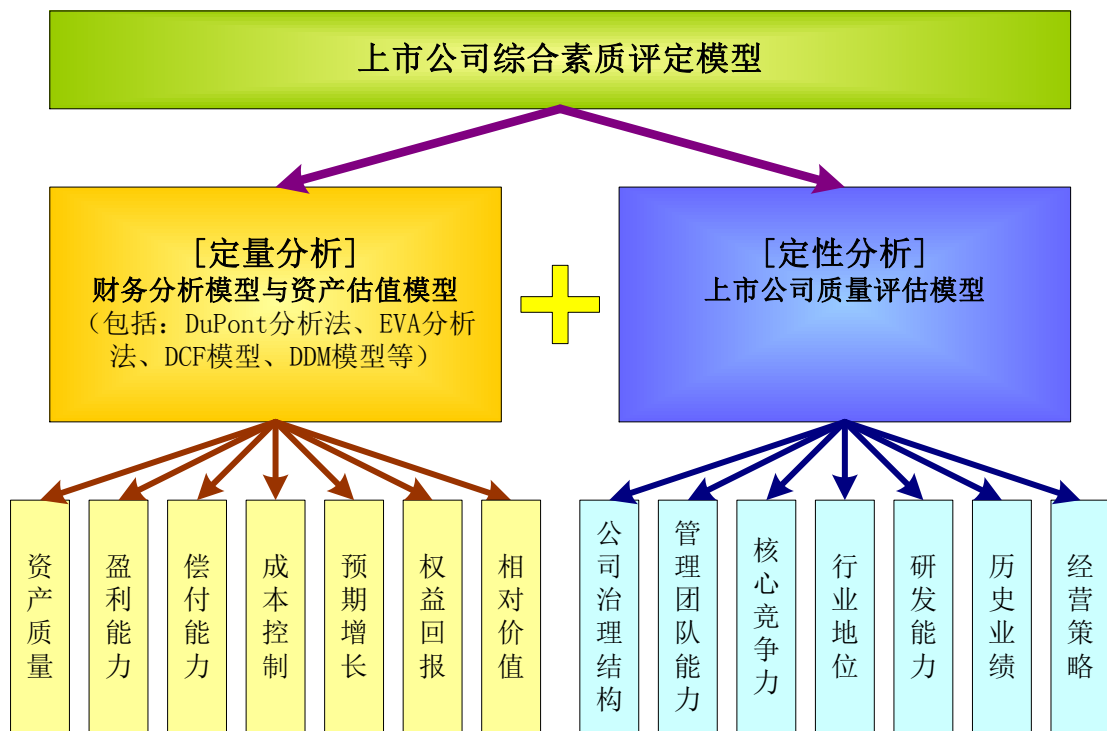 上市公司综合素质评定模型
[定量分析]
财务分析模型与资产估值模型
（包括：DuPont分析法、EVA分析
法、DCF模型、DDM模型等）
[定性分析]
上市公司质量评估模型
资产质量
盈利能力
偿付能力
成本控制
预期增长
权益回报
相对价值
公司治理结构
管理团队能力
核心竞争力
行业地位
研发能力
历史业绩
经营策略